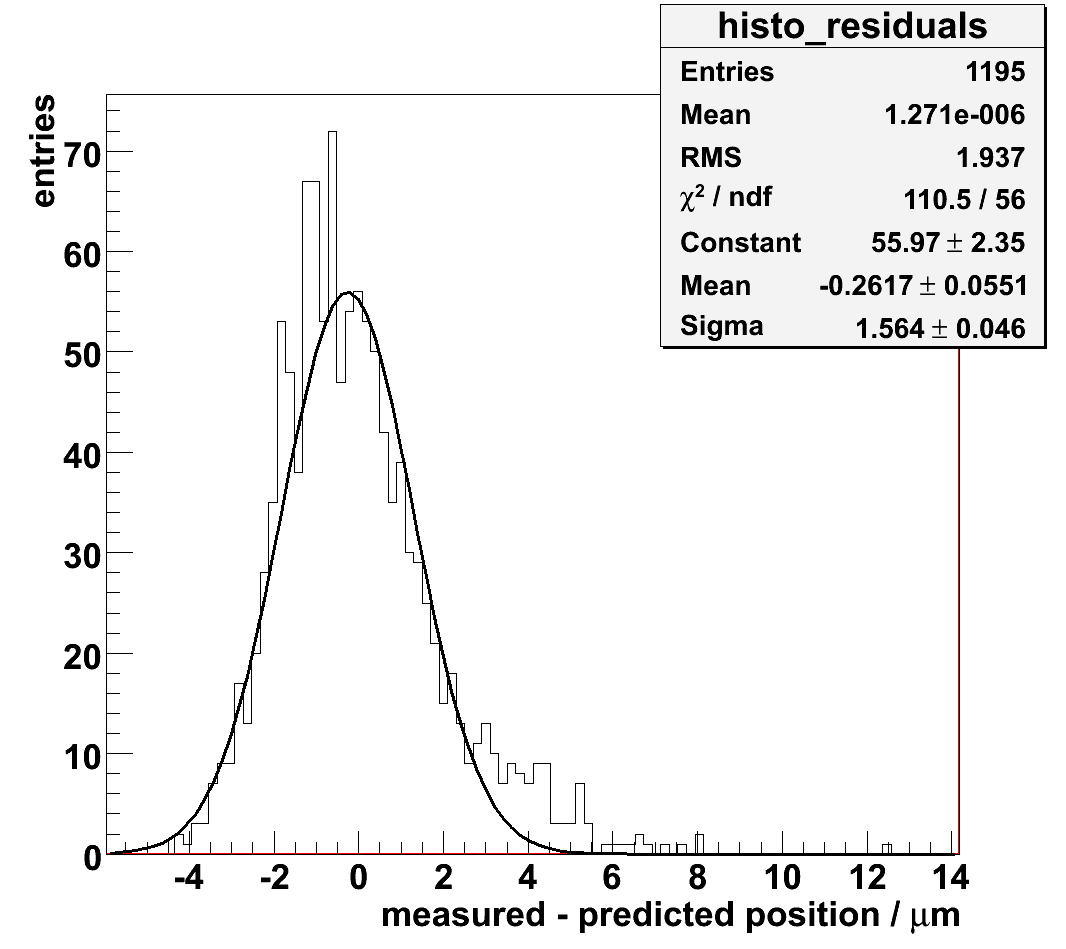 histo_residuals
Entries 1195
Mean 1.271e-006
RMS 1.937
χ² / ndf 110.5 / 56
Constant 55.97 ± 2.35
Mean -0.2617 ± 0.0551
Sigma 1.564 ± 0.046
entries
70
60
50
40
30
20
10
0
-4 -2 0 2 4 6 8 10 12 14
measured - predicted position / μm